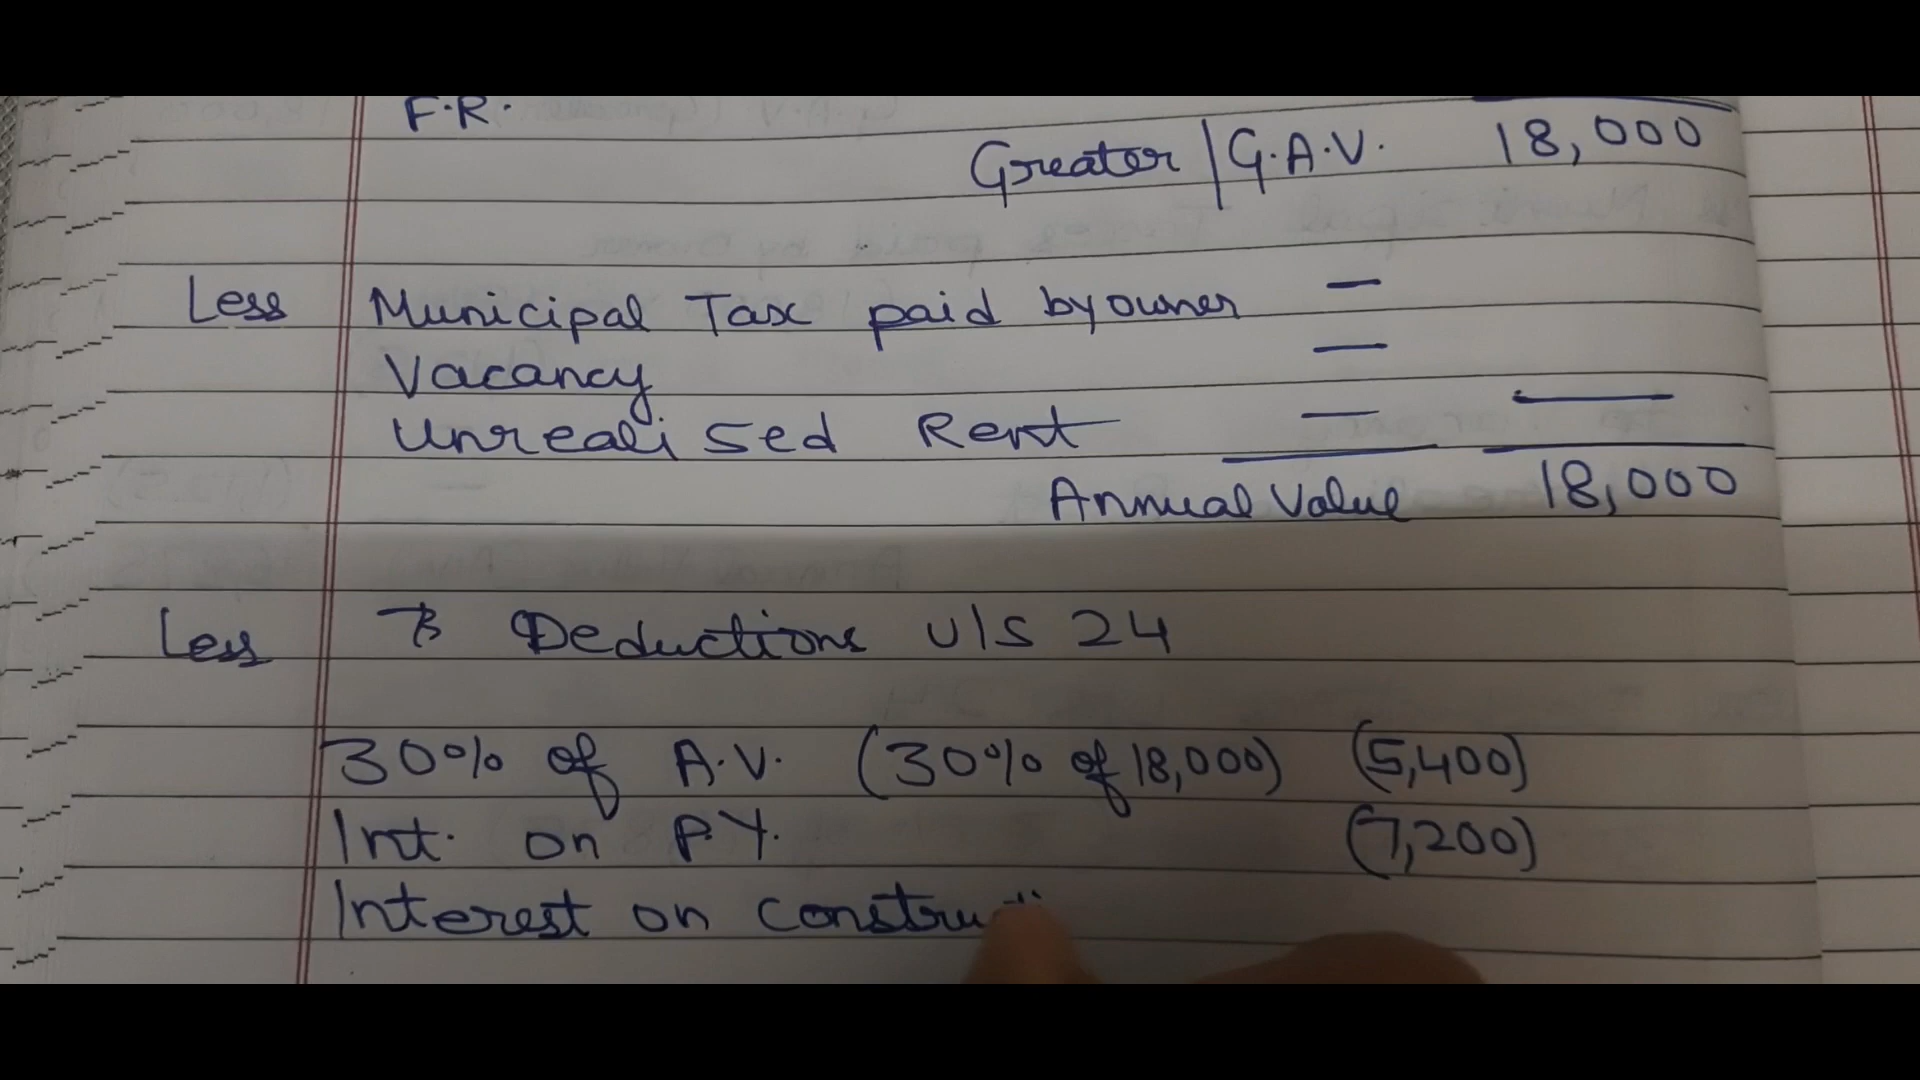 F.R.
Greater | G.A.V. 18,000
Less Municipal Tax paid by owner —
Vacancy —
Unrealised Rent — —
Annual Value 18,000
Less Deductions U/S 24
30% of A.V. (30% of 18,000) (5,400)
Int. on P.Y. (7,200)
Interest on